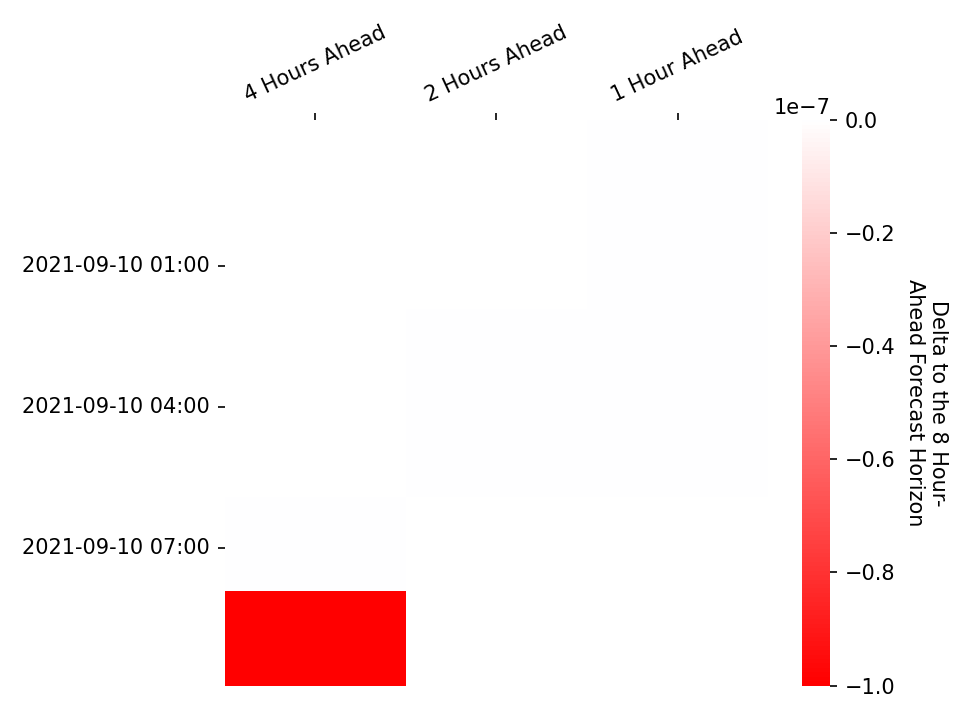 4 Hours Ahead
2 Hours Ahead
1 Hour Ahead
1e−7
0.0
−0.2
−0.4
−0.6
−0.8
−1.0
Delta to the 8 Hour-
Ahead Forecast Horizon
2021-09-10 01:00
2021-09-10 04:00
2021-09-10 07:00